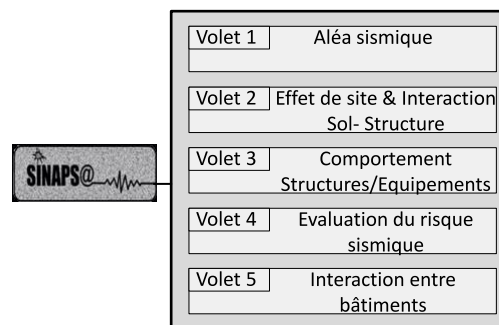 SINAPS@
Volet 1 Aléa sismique
Volet 2 Effet de site & Interaction
Sol- Structure
Volet 3 Comportement
Structures/Equipements
Volet 4 Evaluation du risque
sismique
Volet 5 Interaction entre
bâtiments